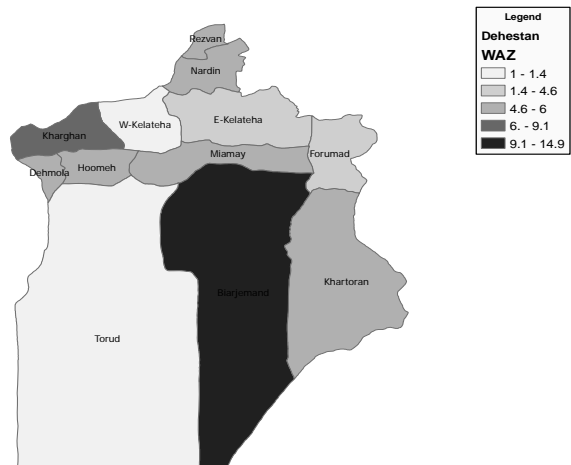 Legend
Dehestan
WAZ
1 - 1.4
1.4 - 4.6
4.6 - 6
6. - 9.1
9.1 - 14.9
Rezvan
Nardin
W-Kelateha
E-Kelateha
Kharghan
Miamay
Forumad
Dehmola
Hoomeh
Khartoran
Biarjemand
Torud